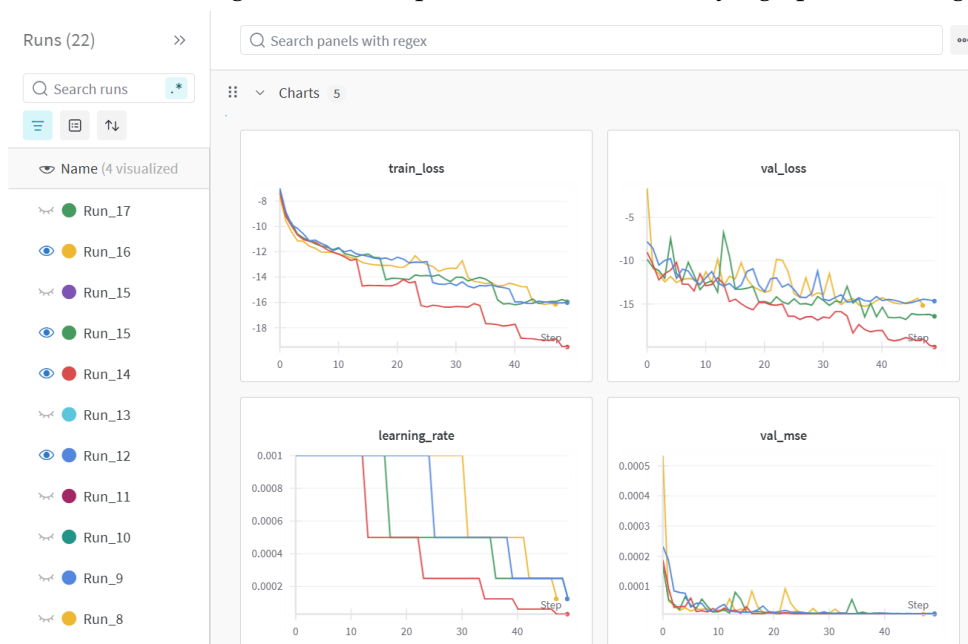 Runs (22)
Search runs
.*
Name (4 visualized
Run_17
Run_16
Run_15
Run_15
Run_14
Run_13
Run_12
Run_11
Run_10
Run_9
Run_8
Search panels with regex
Charts 5
train_loss
-8
-10
-12
-14
-16
-18
Step
0 10 20 30 40
val_loss
-5
-10
-15
Step
0 10 20 30 40
learning_rate
0.001
0.0008
0.0006
0.0004
0.0002
Step
0 10 20 30 40
val_mse
0.0005
0.0004
0.0003
0.0002
0.0001
Step
0 10 20 30 40